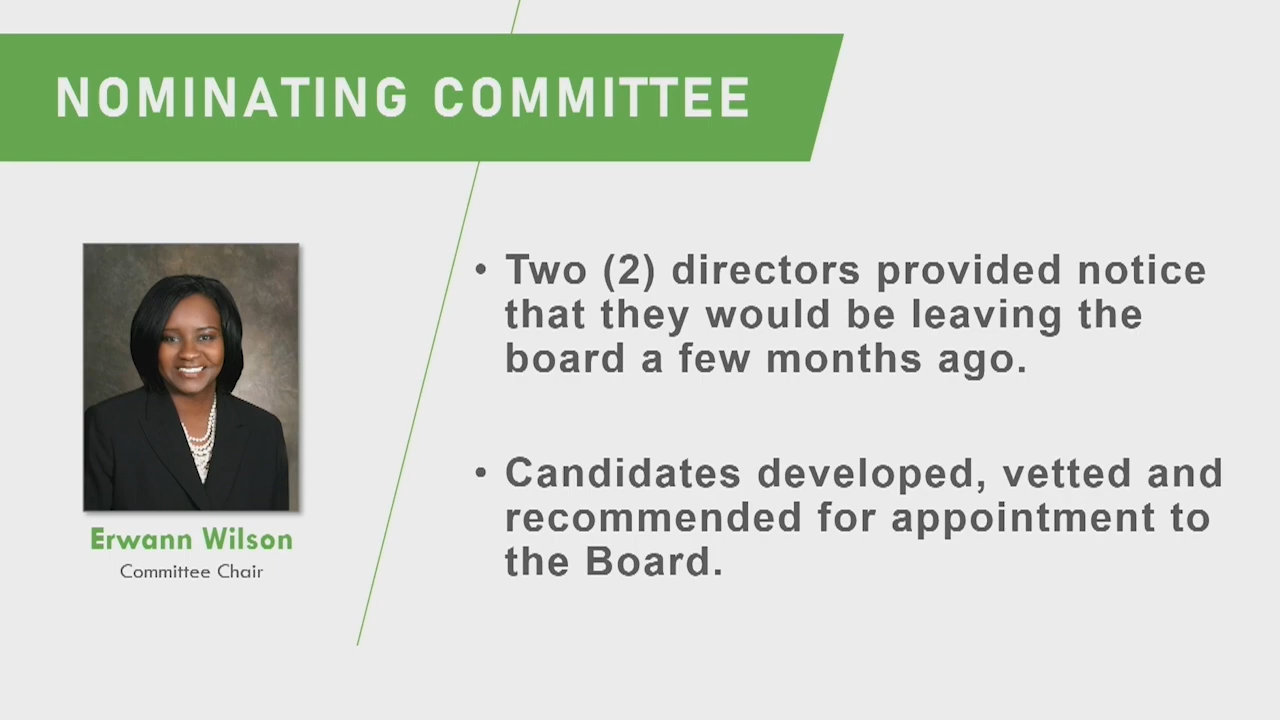 NOMINATING COMMITTEE
• Two (2) directors provided notice
that they would be leaving the
board a few months ago.
• Candidates developed, vetted and
recommended for appointment to
the Board.
Erwann Wilson
Committee Chair